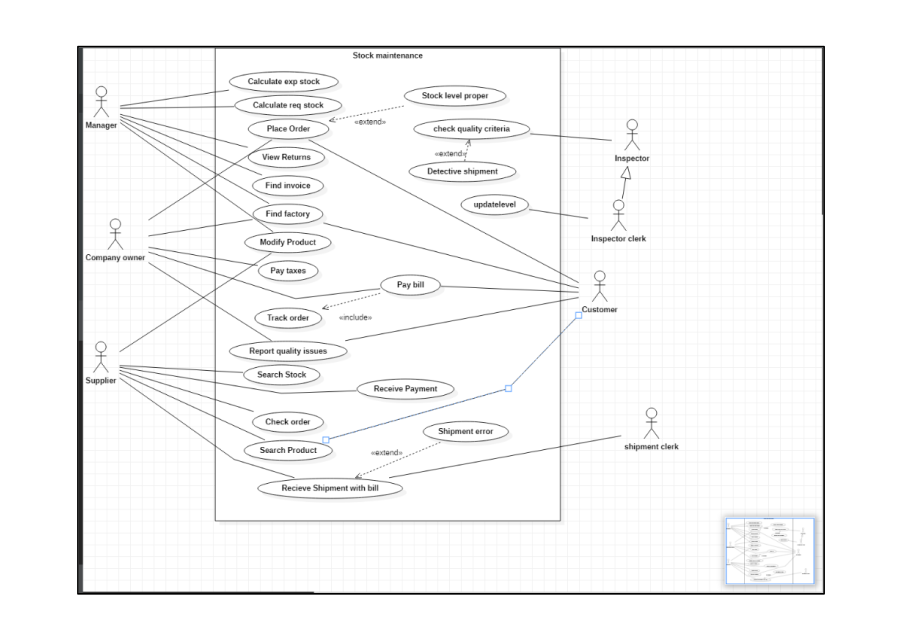 Stock maintenance
Calculate exp stock
Stock level proper
Calculate req stock
Manager
«extend»
Place Order
check quality criteria
View Returns
«extend»
Inspector
Detective shipment
Find invoice
updatelevel
Find factory
Inspector clerk
Modify Product
Company owner
Pay taxes
Pay bill
Customer
Track order
«include»
Report quality issues
Search Stock
Supplier
Receive Payment
Check order
Shipment error
Search Product
«extend»
shipment clerk
Recieve Shipment with bill